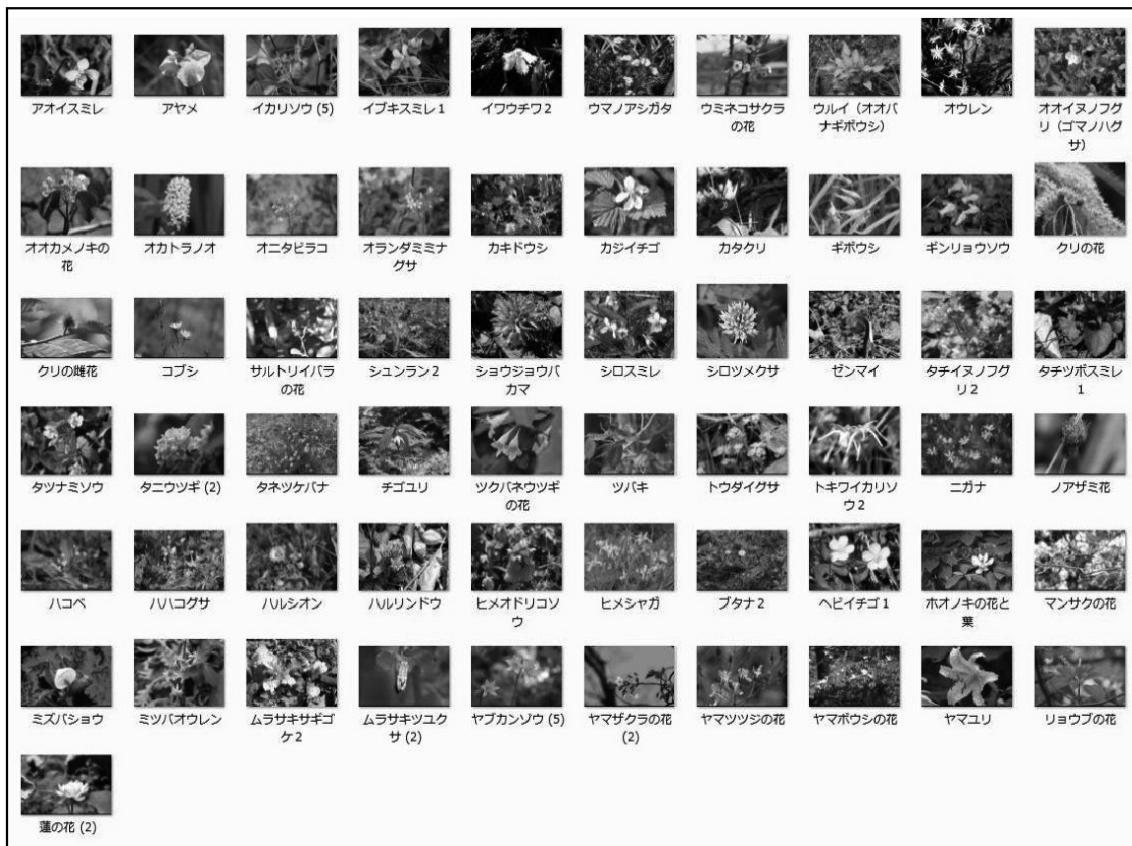 アオイスミレ
アヤメ
イカリソウ (5)
イブキスミレ 1
イワウチワ 2
ウマノアシガタ
ウミネコサクラ
の花
ウルイ（オオバ
ナギボウシ）
オウレン
オオイヌノフグ
リ（ゴマノハグ
サ）
オオカメノキの
花
オカトラノオ
オニタビラコ
オランダミミナ
グサ
カキドウシ
カジイチゴ
カタクリ
ギボウシ
ギンリョウソウ
クリの花
クリの雌花
コブシ
サルトリイバラ
の花
シュンラン 2
ショウジョウバ
カマ
シロスミレ
シロツメクサ
ゼンマイ
タチイヌノフグ
リ 2
タチツボスミレ
1
タツナミソウ
タニウツギ (2)
タネツケバナ
チゴユリ
ツクバネウツギ
の花
ツバキ
トウダイグサ
トキワイカリソ
ウ 2
ニガナ
ノアザミ花
ハコベ
ハハコグサ
ハルシオン
ハルリンドウ
ヒメオドリコソ
ウ
ヒメシャガ
ブタナ 2
ヘビイチゴ 1
ホオノキの花と
葉
マンサクの花
ミズバショウ
ミツバオウレン
ムラサキサギゴ
ケ 2
ムラサキツユク
サ (2)
ヤブカンゾウ (5)
ヤマザクラの花
(2)
ヤマツツジの花
ヤマボウシの花
ヤマユリ
リョウブの花
蓮の花 (2)